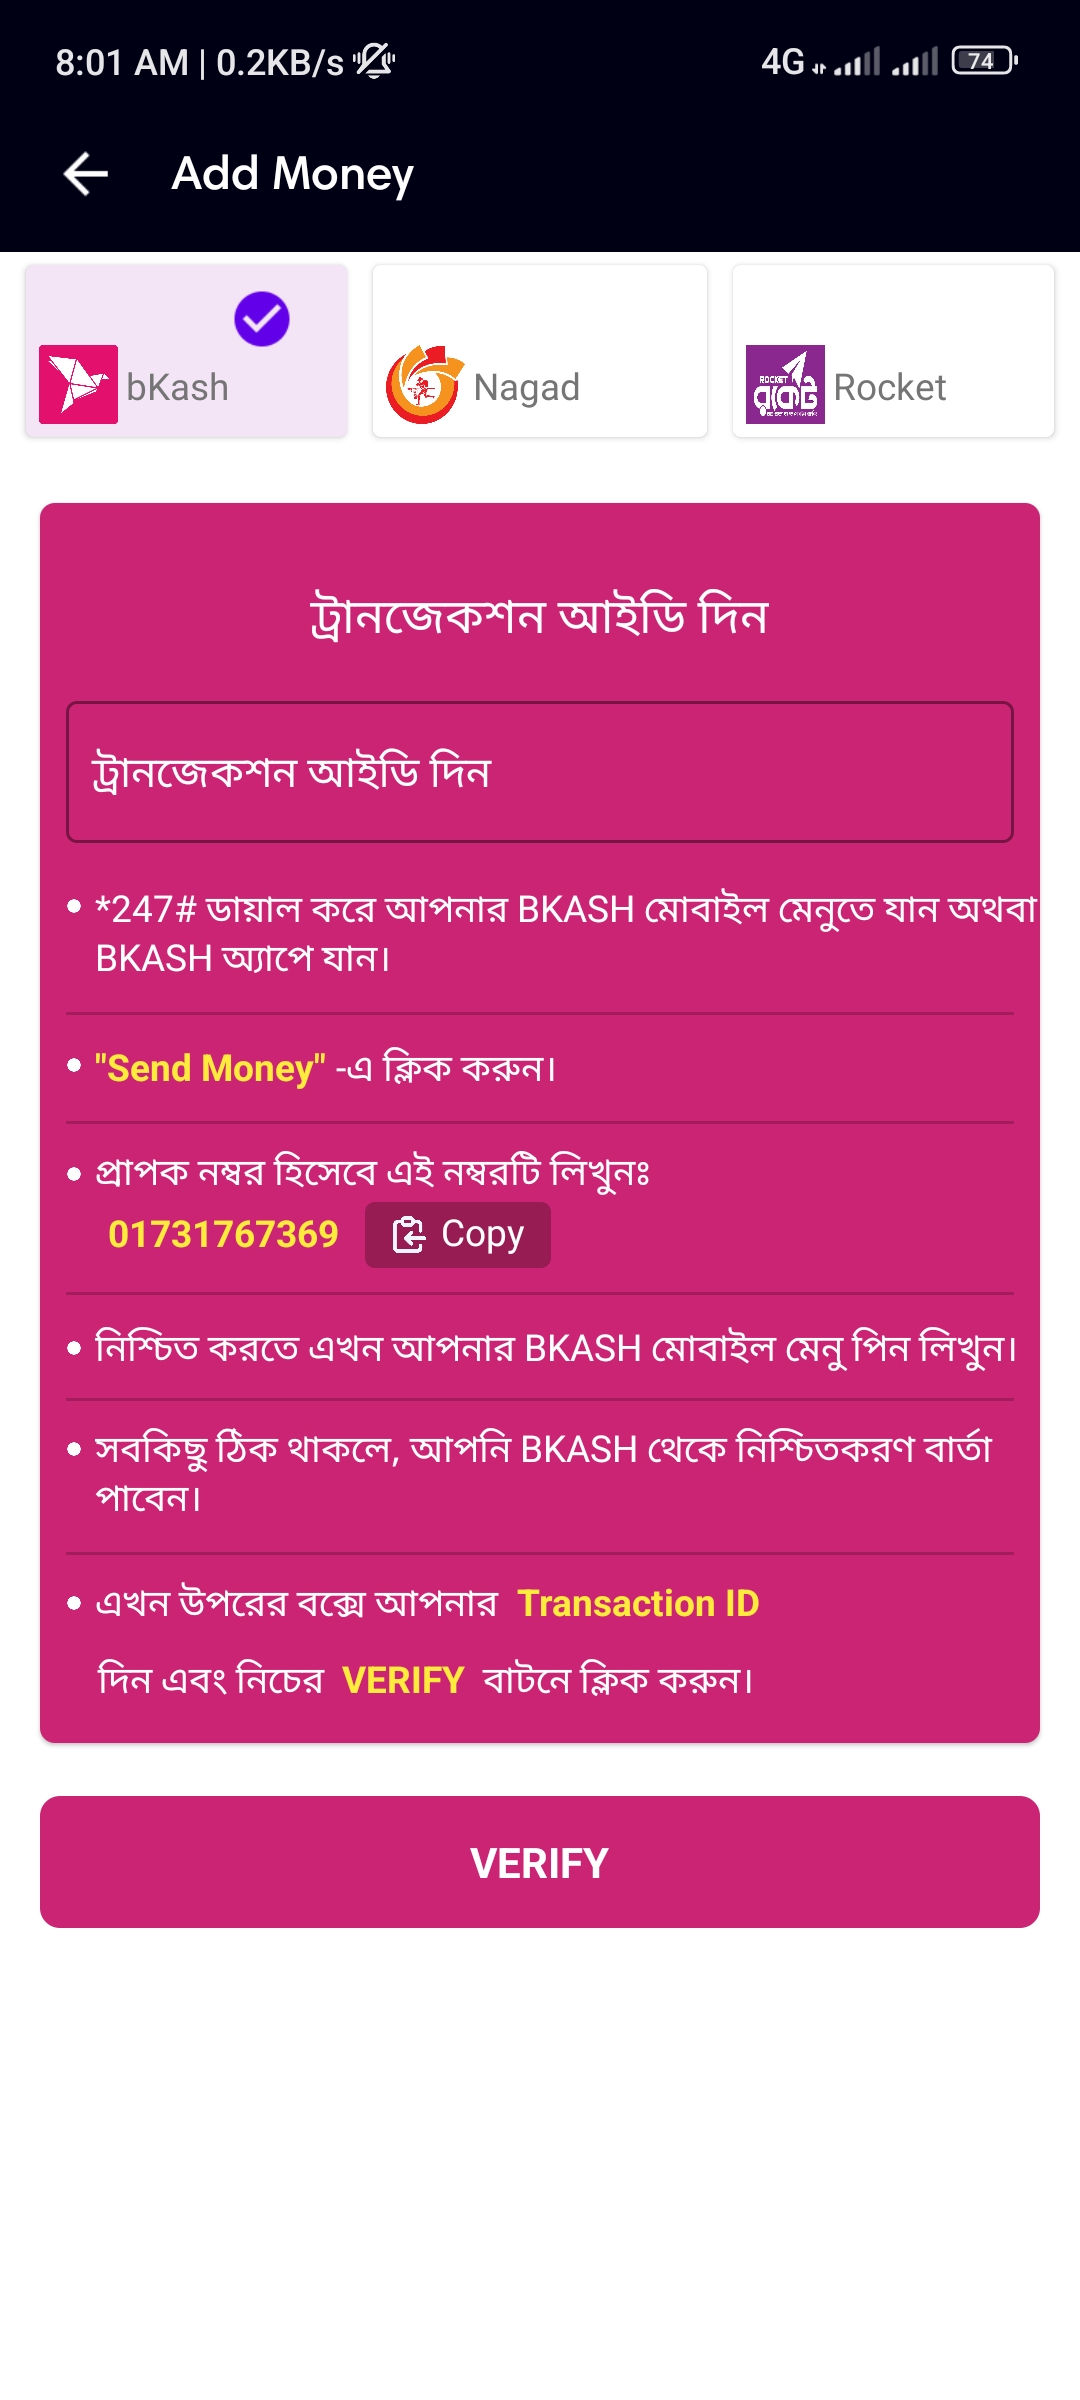 8:01 AM | 0.2KB/s
4G 74
Add Money
bKash
Nagad
ROCKET
রকেট
Rocket
ট্রানজেকশন আইডি দিন
ট্রানজেকশন আইডি দিন
*247# ডায়াল করে আপনার BKASH মোবাইল মেনুতে যান অথবা
BKASH অ্যাপে যান।
"Send Money" -এ ক্লিক করুন।
প্রাপক নম্বর হিসেবে এই নম্বরটি লিখুনঃ
01731767369 Copy
নিশ্চিত করতে এখন আপনার BKASH মোবাইল মেনু পিন লিখুন।
সবকিছু ঠিক থাকলে, আপনি BKASH থেকে নিশ্চিতকরণ বার্তা
পাবেন।
এখন উপরের বক্সে আপনার Transaction ID
দিন এবং নিচের VERIFY বাটনে ক্লিক করুন।
VERIFY